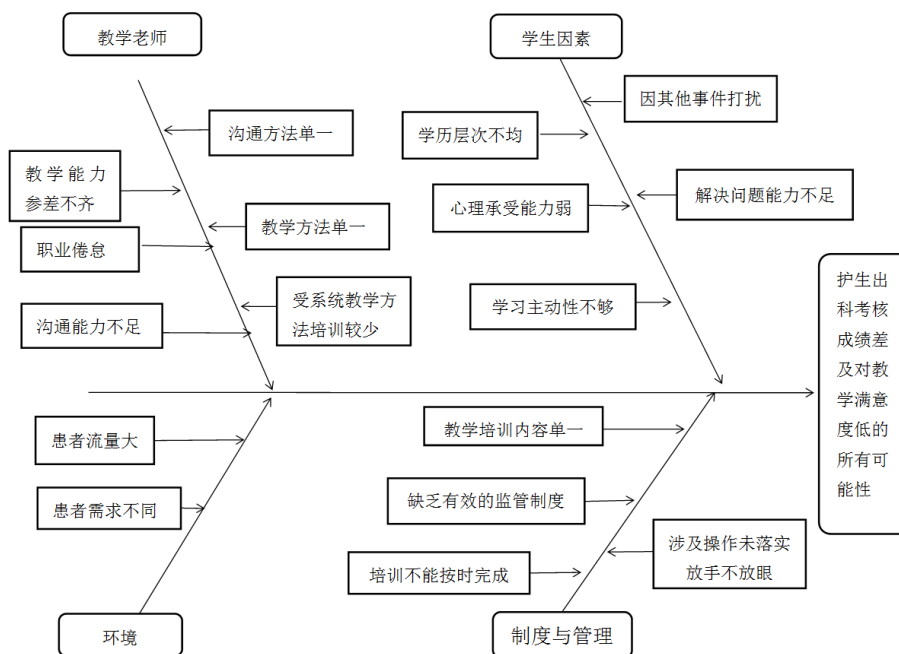 教学老师
学生因素
因其他事件打扰
沟通方法单一
学历层次不均
教学能力
参差不齐
解决问题能力不足
心理承受能力弱
教学方法单一
职业倦怠
受系统教学方
法培训较少
学习主动性不够
沟通能力不足
护生出
科考核
成绩差
及对教
学满意
度低的
所有可
能性
患者流量大
教学培训内容单一
患者需求不同
缺乏有效的监管制度
涉及操作未落实
放手不放眼
培训不能按时完成
环境
制度与管理